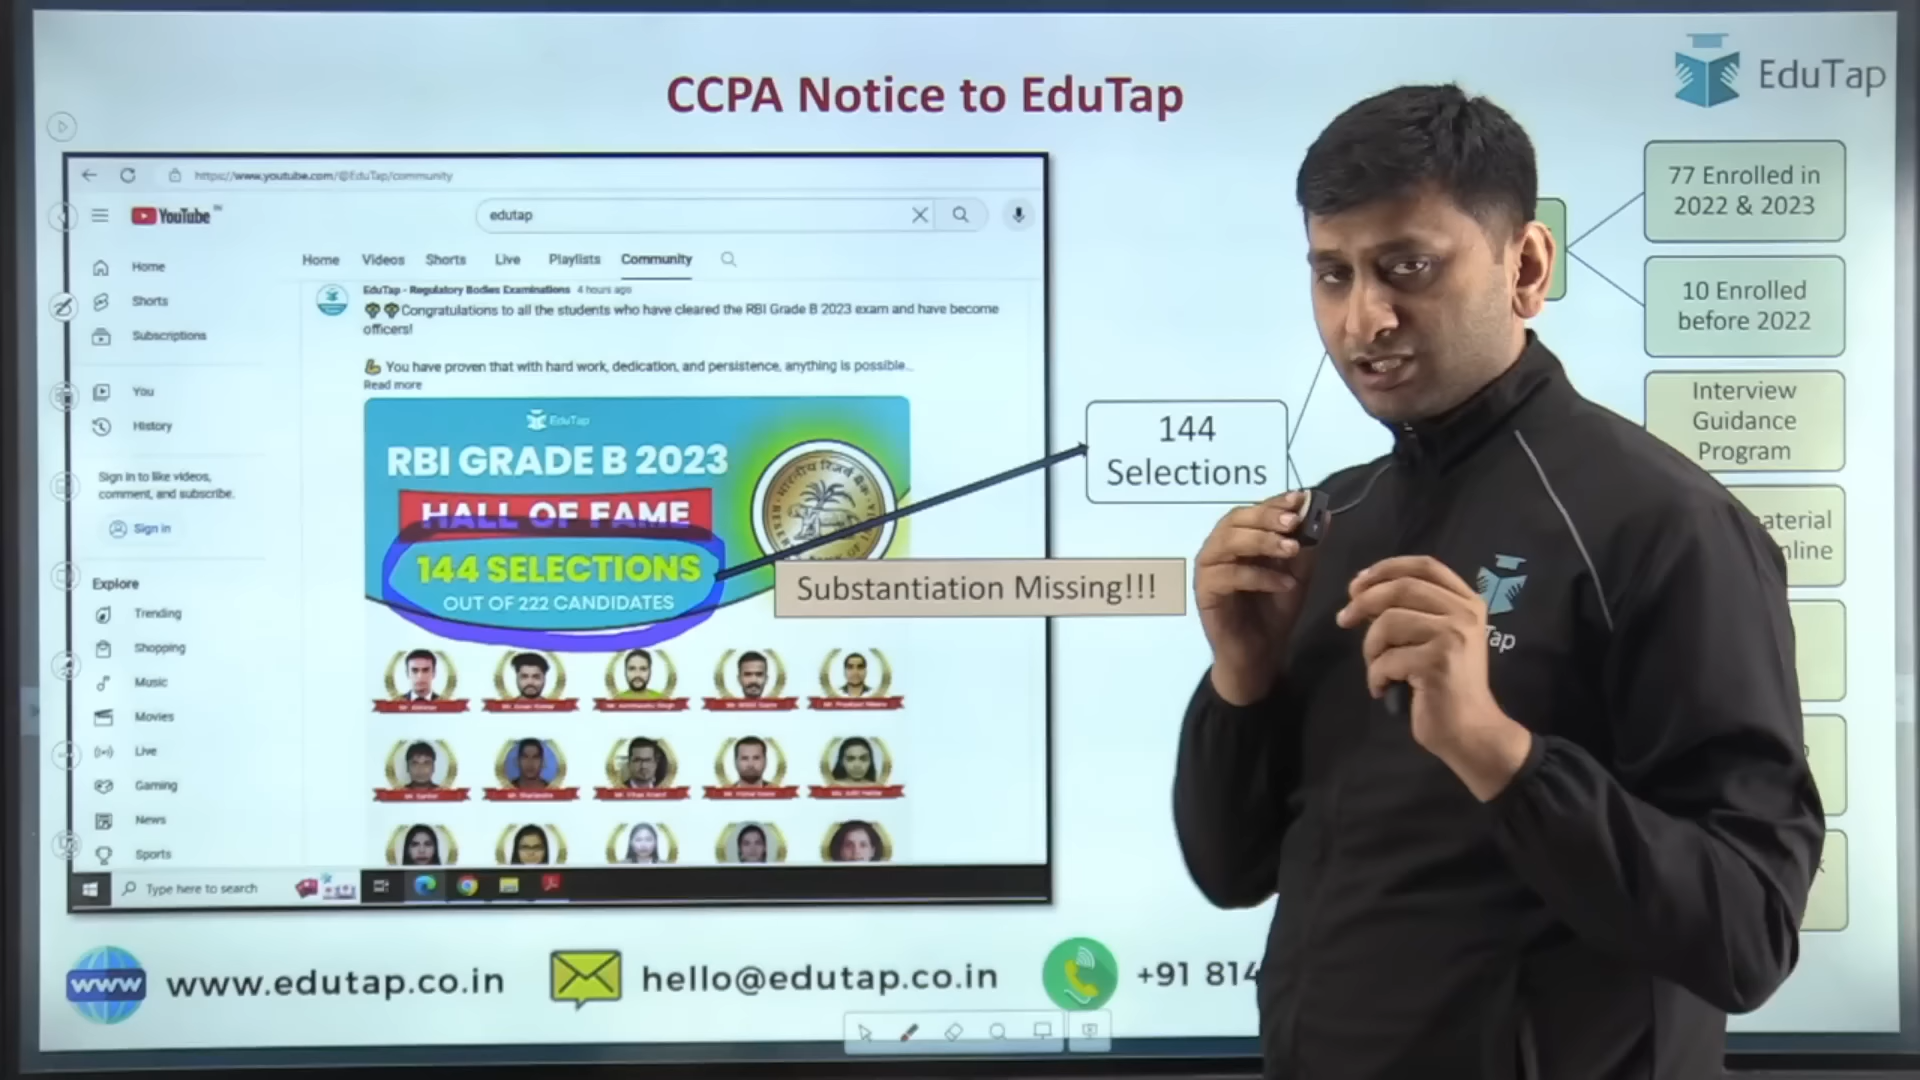 CCPA Notice to EduTap
EduTap
https://www.youtube.com/@EduTap/community
YouTube
edutap
Home
Shorts
Subscriptions
You
History
Sign in to like videos,
comment, and subscribe.
Sign in
Explore
Trending
Shopping
Music
Movies
Live
Gaming
News
Sports
Home Videos Shorts Live Playlists Community
EduTap - Regulatory Bodies Examinations 4 hours ago
Congratulations to all the students who have cleared the RBI Grade B 2023 exam and have become
officers!
You have proven that with hard work, dedication, and persistence, anything is possible...
Read more
EduTap
RBI GRADE B 2023
HALL OF FAME
144 SELECTIONS
OUT OF 222 CANDIDATES
Type here to search
144
Selections
Substantiation Missing!!!
77 Enrolled in
2022 & 2023
10 Enrolled
before 2022
Interview
Guidance
Program
aterial
nline
Tap
www
www.edutap.co.in
hello@edutap.co.in
+91 814